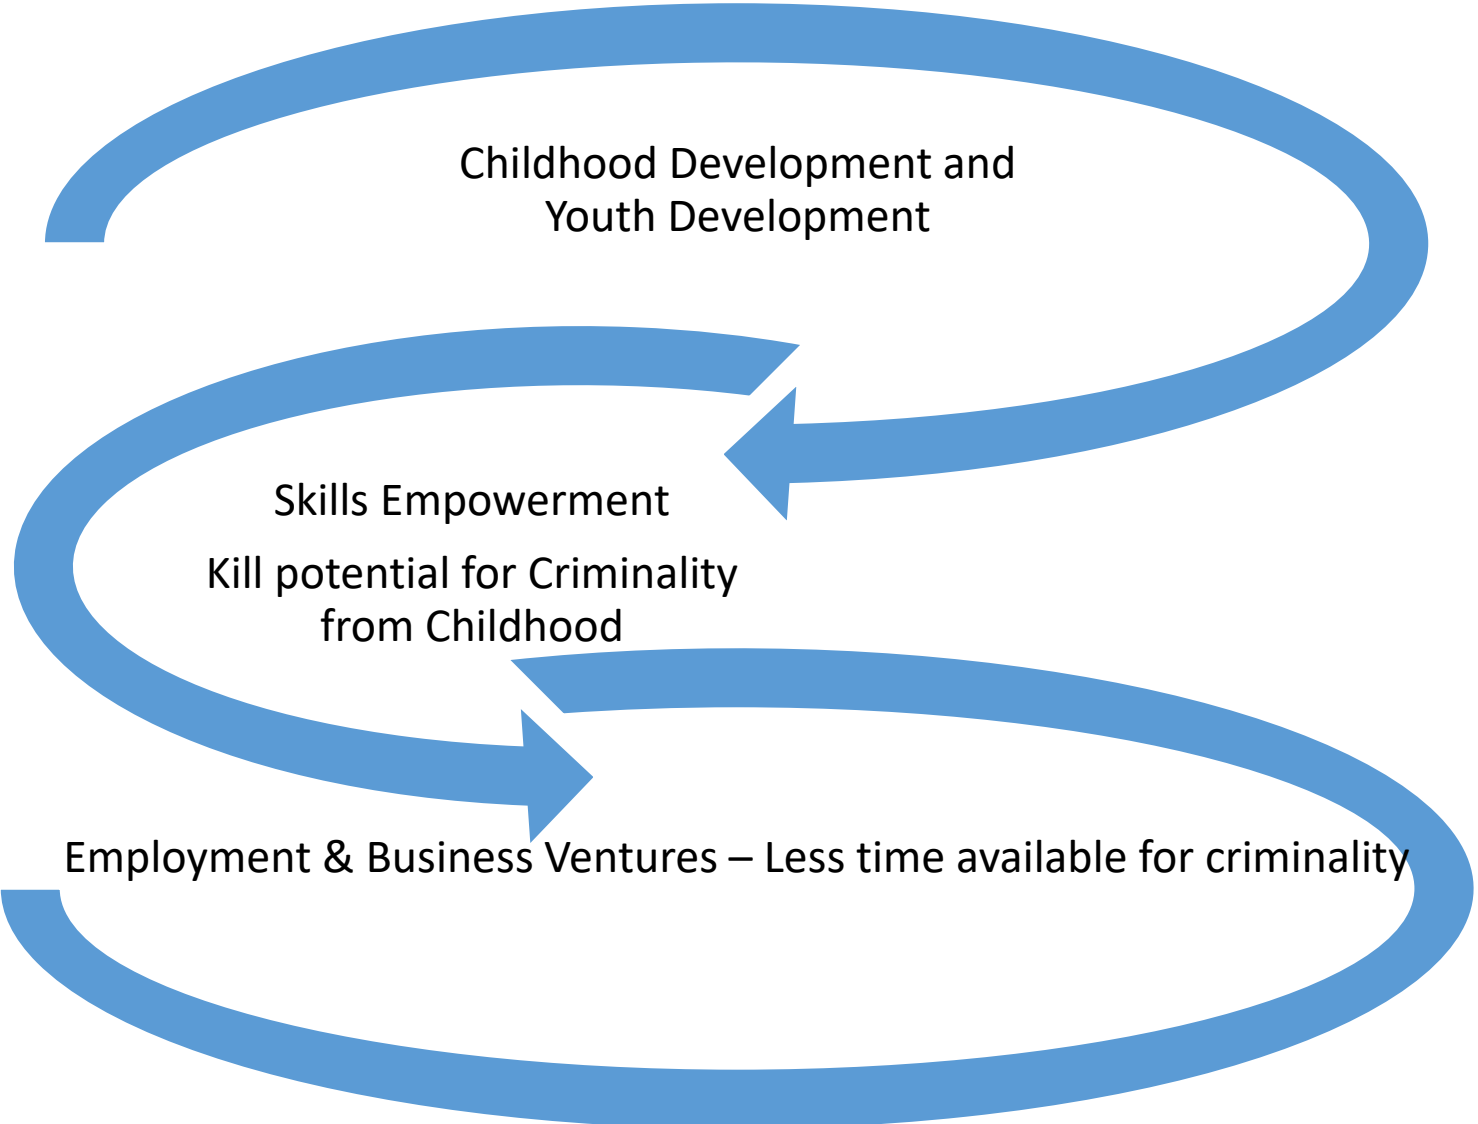 Childhood Development and
Youth Development
Skills Empowerment
Kill potential for Criminality
from Childhood
Employment & Business Ventures – Less time available for criminality